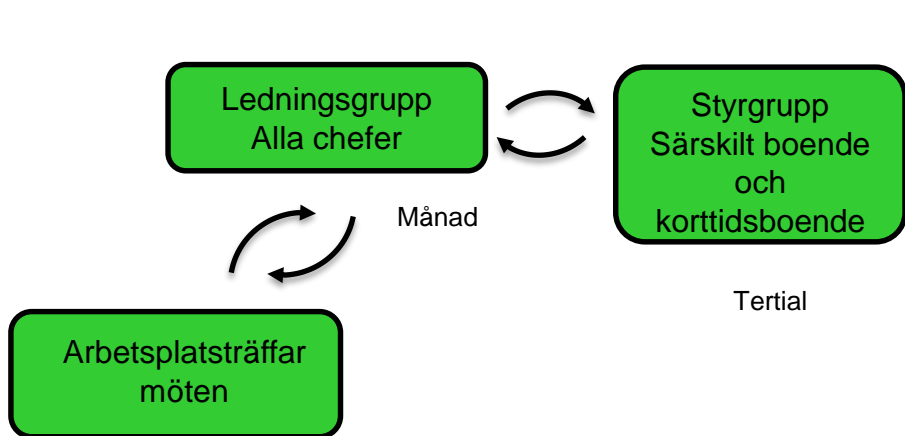 Ledningsgrupp
Alla chefer
Styrgrupp
Särskilt boende
och
korttidsboende
Månad
Tertial
Arbetsplatsträffar
möten